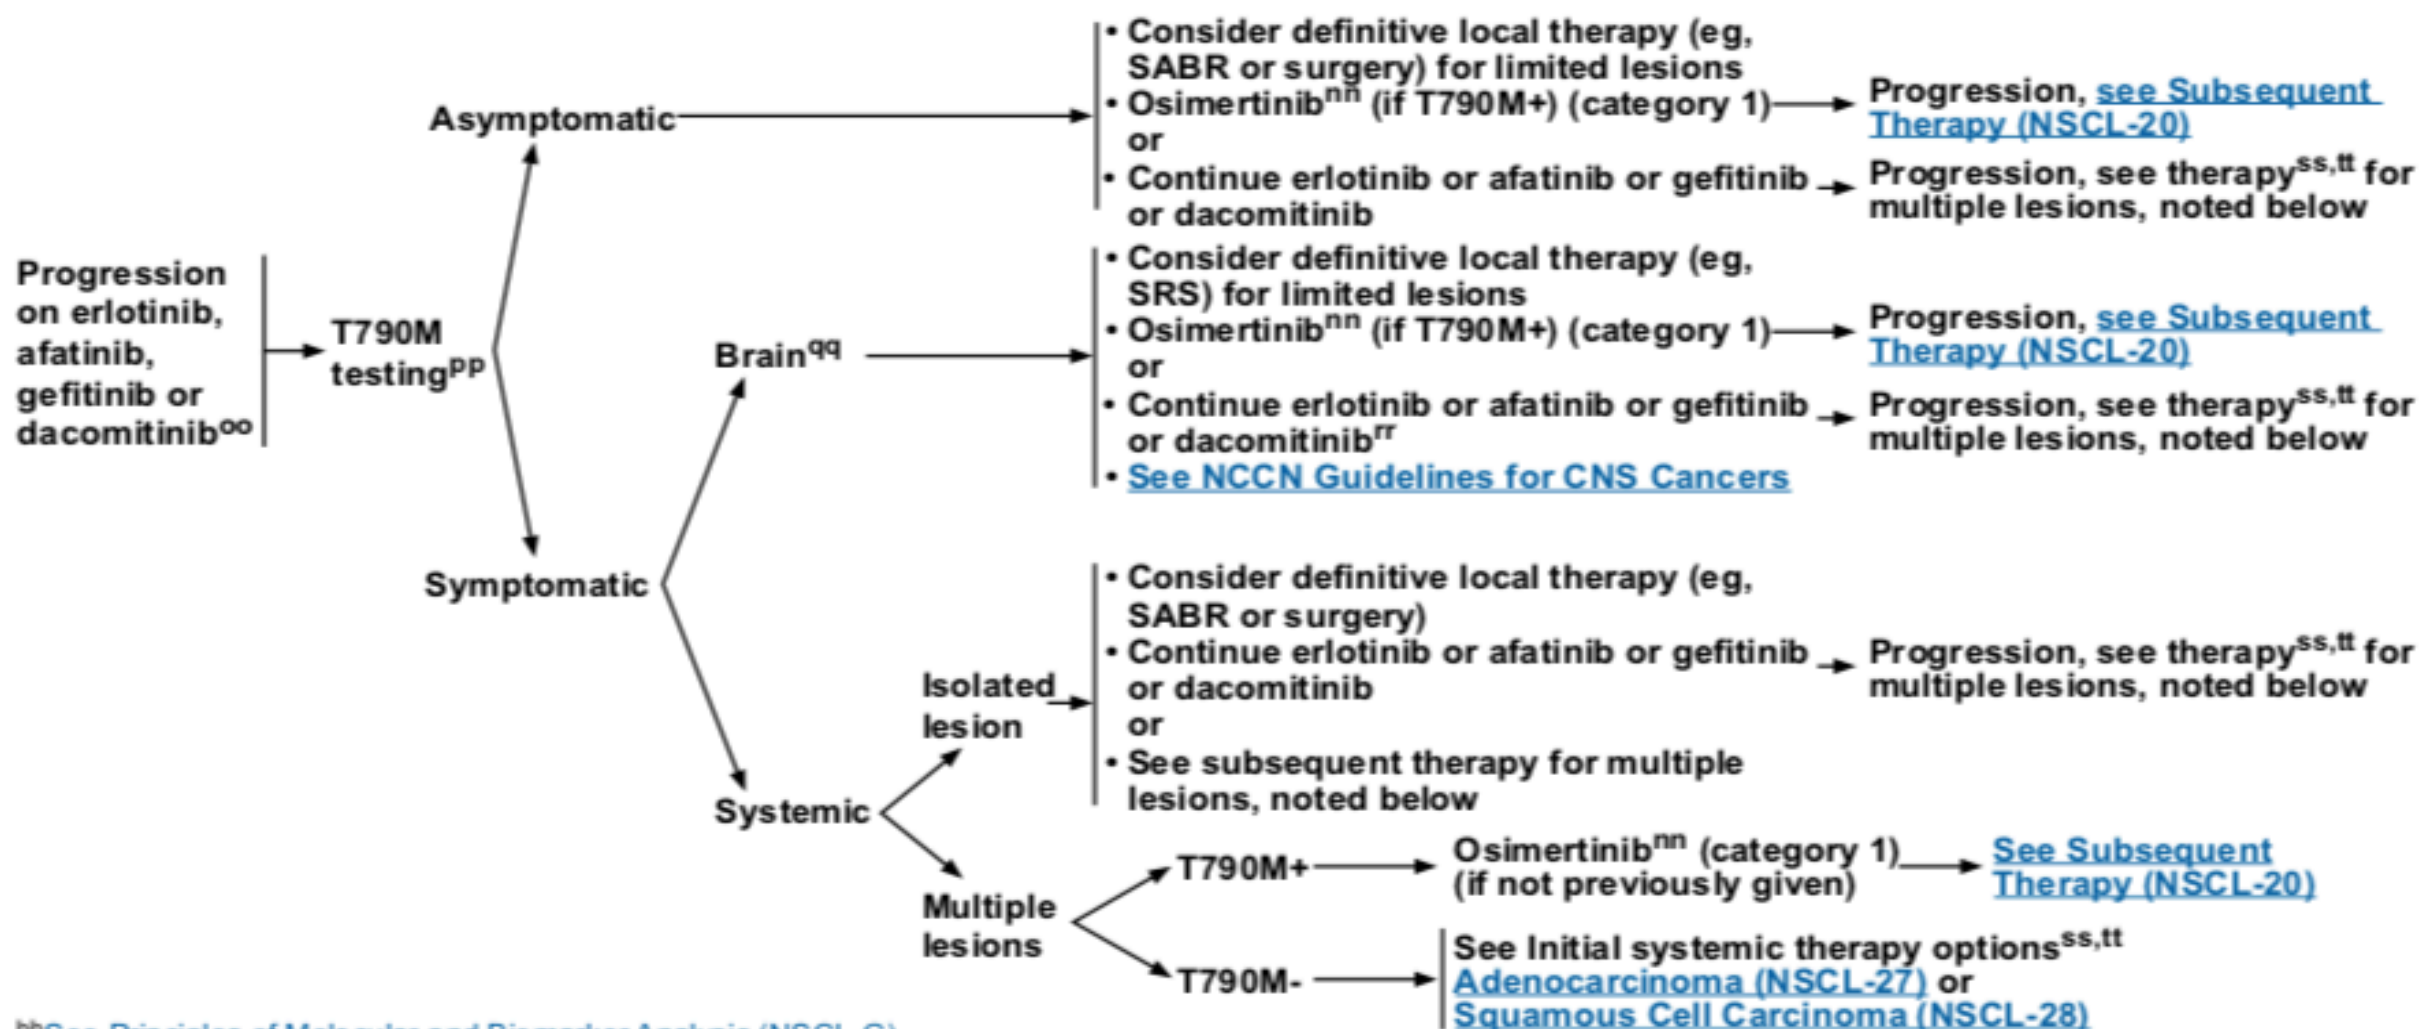 Progression
on erlotinib,
afatinib,
gefitinib or
dacomitinib^oo
T790M
testing^pp
Asymptomatic
• Consider definitive local therapy (eg,
SABR or surgery) for limited lesions
• Osimertinib^nn (if T790M+) (category 1)
or
• Continue erlotinib or afatinib or gefitinib
or dacomitinib
Progression, see Subsequent
Therapy (NSCL-20)
Progression, see therapy^ss,tt for
multiple lesions, noted below
Symptomatic
Brain^qq
• Consider definitive local therapy (eg,
SRS) for limited lesions
• Osimertinib^nn (if T790M+) (category 1)
or
• Continue erlotinib or afatinib or gefitinib
or dacomitinib^rr
• See NCCN Guidelines for CNS Cancers
Progression, see Subsequent
Therapy (NSCL-20)
Progression, see therapy^ss,tt for
multiple lesions, noted below
Systemic
Isolated
lesion
• Consider definitive local therapy (eg,
SABR or surgery)
• Continue erlotinib or afatinib or gefitinib
or dacomitinib
or
• See subsequent therapy for multiple
lesions, noted below
Progression, see therapy^ss,tt for
multiple lesions, noted below
Multiple
lesions
T790M+
Osimertinib^nn (category 1)
(if not previously given)
See Subsequent
Therapy (NSCL-20)
T790M-
See Initial systemic therapy options^ss,tt
Adenocarcinoma (NSCL-27) or
Squamous Cell Carcinoma (NSCL-28)
See Principles of Molecular and Biomarker Analysis